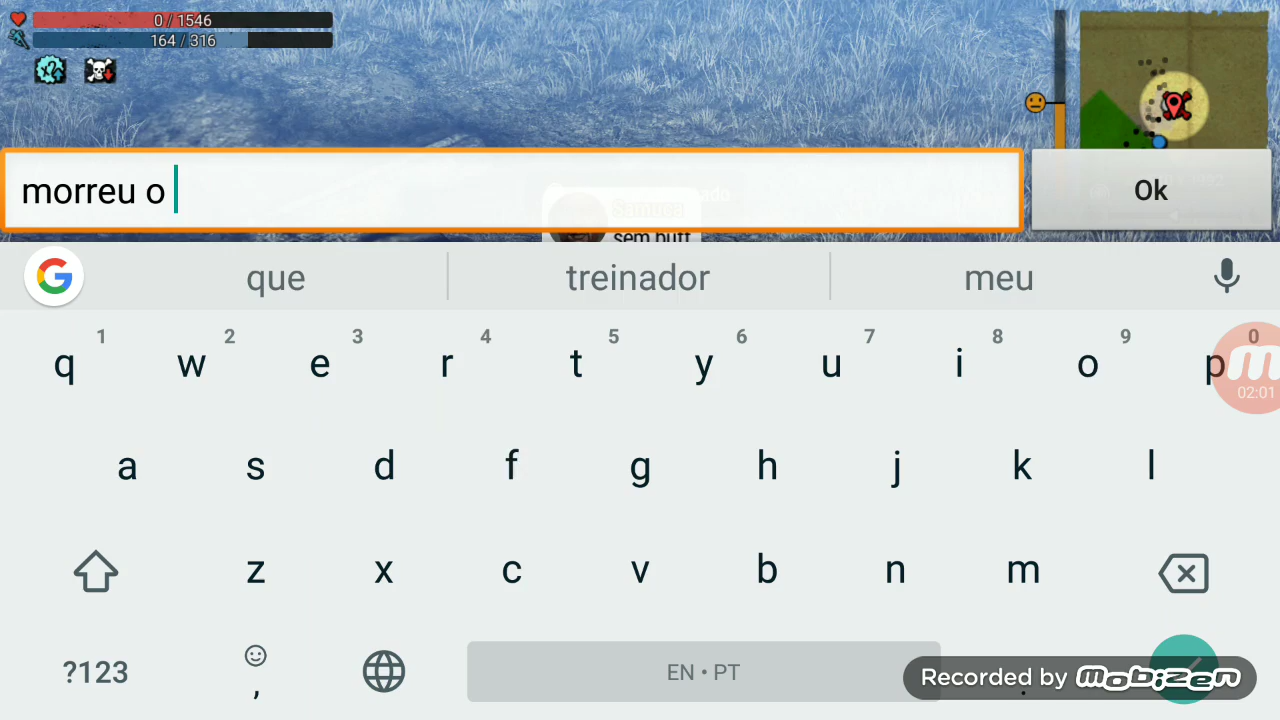 0 / 1546
164 / 316
morreu o
Ok
Samuca
sem buff
que treinador meu
1 2 3 4 5 6 7 8 9 0
q w e r t y u i o p
02:01
a s d f g h j k l
z x c v b n m
?123 , EN • PT .
Recorded by mobizen